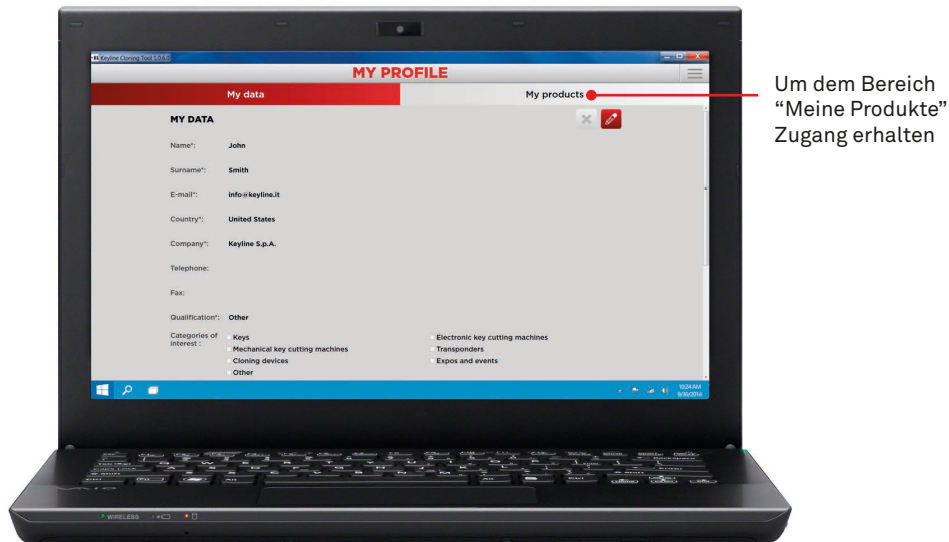 Keyline Cloning Tool 1.0.6.0
MY PROFILE
My data
My products
Um dem Bereich
“Meine Produkte”
Zugang erhalten
MY DATA
Name*: John
Surname*: Smith
E-mail*: info@keyline.it
Country*: United States
Company*: Keyline S.p.A.
Telephone:
Fax:
Qualification*: Other
Categories of
interest :
Keys
Mechanical key cutting machines
Cloning devices
Other
Electronic key cutting machines
Transponders
Expos and events
10:24 AM
9/30/2014
WIRELESS